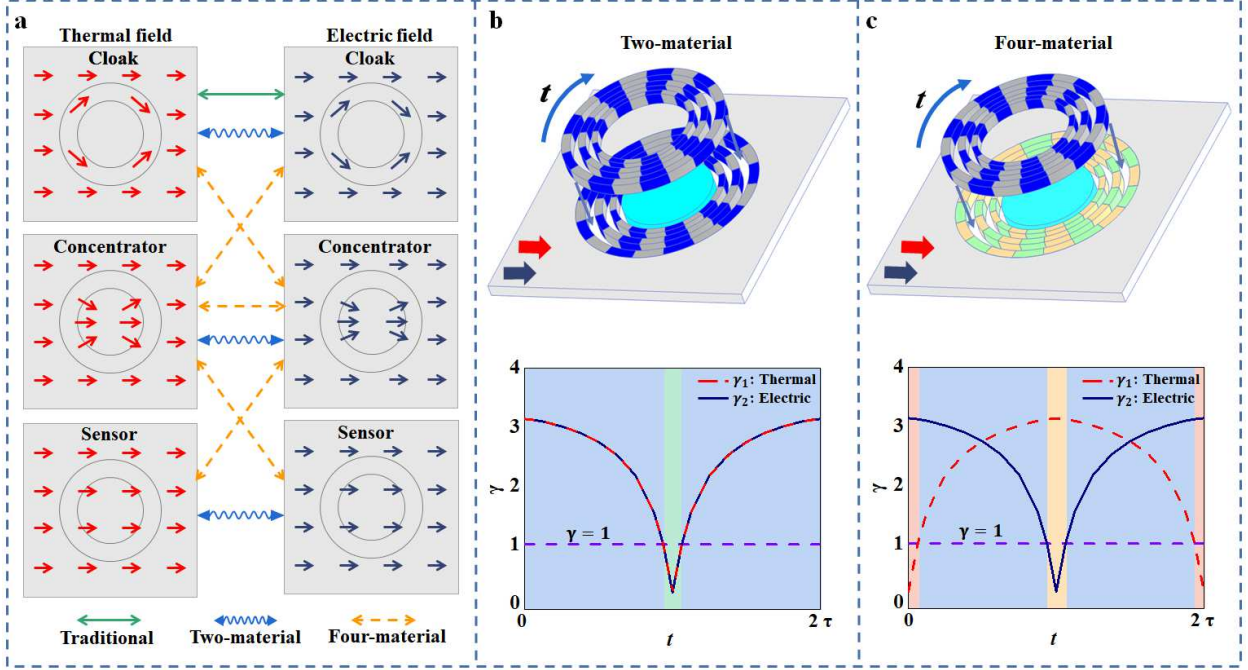 a
Thermal field
Electric field
Cloak
Cloak
Concentrator
Concentrator
Sensor
Sensor
Traditional
Two-material
Four-material
b
Two-material
t
4
3
2
1
0
γ
γ₁: Thermal
γ₂: Electric
γ = 1
0
2 τ
t
c
Four-material
t
4
3
2
1
0
γ
γ₁: Thermal
γ₂: Electric
γ = 1
0
2 τ
t